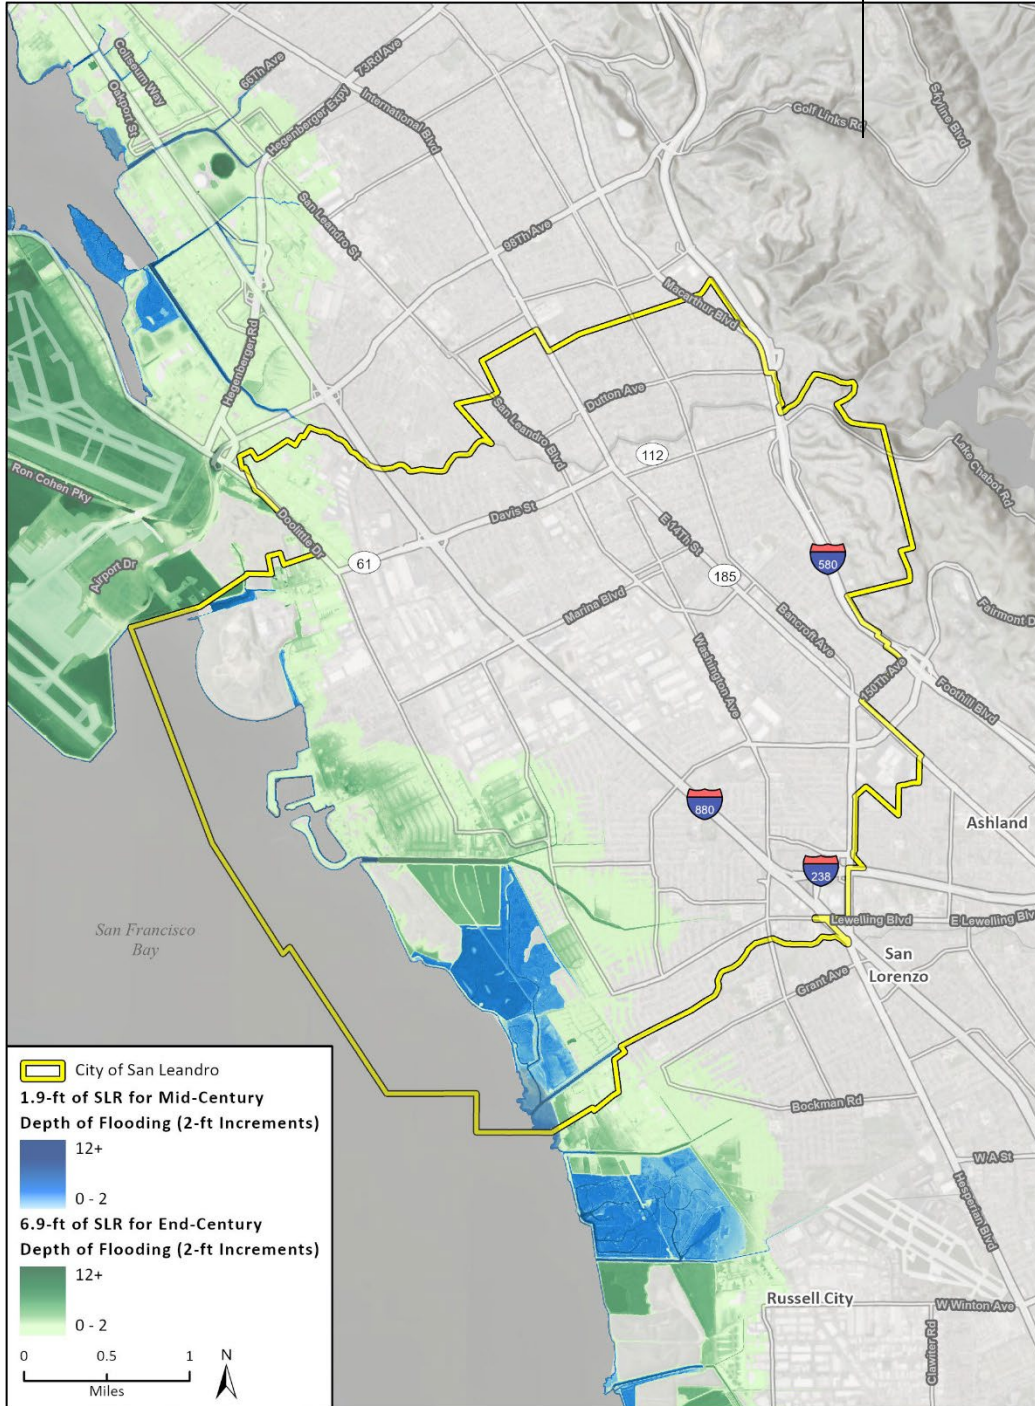 Coliseum Way
Oakport St
66Th Ave
73Rd Ave
Hegenberger Expy
International Blvd
Golf Links Rd
Skyline Blvd
San Leandro St
98Th Ave
Macarthur Blvd
Hegenberger Rd
Dutton Ave
San Leandro Blvd
112
Lake Chabot Rd
Ron Cohen Pky
Davis St
Doolittle Dr
E 14Th St
61
580
Airport Dr
185
Marina Blvd
Bancroft Ave
Fairmont D
Washington Ave
150Th Ave
Foothill Blvd
880
Ashland
238
Lewelling Blvd
E Lewelling Blv
San Francisco
Bay
San
Lorenzo
Grant Ave
Bockman Rd
W A St
Hesperian Blvd
Russell City
W Winton Ave
Clawiter Rd
City of San Leandro
1.9-ft of SLR for Mid-Century
Depth of Flooding (2-ft Increments)
12+
0 - 2
6.9-ft of SLR for End-Century
Depth of Flooding (2-ft Increments)
12+
0 - 2
0 0.5 1
Miles
N